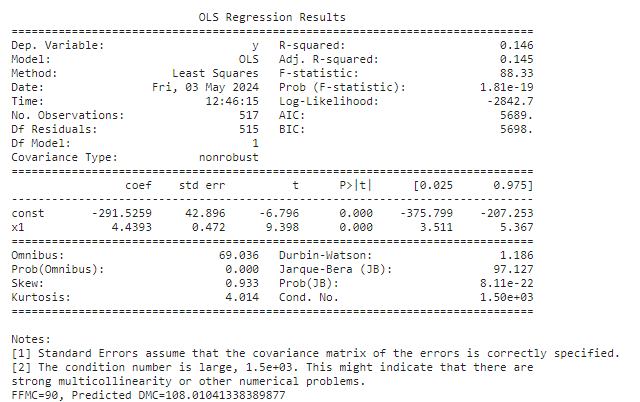 OLS Regression Results
==============================================================================
Dep. Variable:                      y   R-squared:                       0.146
Model:                            OLS   Adj. R-squared:                  0.145
Method:                 Least Squares   F-statistic:                     88.33
Date:                Fri, 03 May 2024   Prob (F-statistic):           1.81e-19
Time:                        12:46:15   Log-Likelihood:                -2842.7
No. Observations:                 517   AIC:                             5689.
Df Residuals:                     515   BIC:                             5698.
Df Model:                           1
Covariance Type:            nonrobust
==============================================================================
                 coef    std err          t      P>|t|      [0.025      0.975]
------------------------------------------------------------------------------
const       -291.5259     42.896     -6.796      0.000    -375.799    -207.253
x1             4.4393      0.472      9.398      0.000       3.511       5.367
==============================================================================
Omnibus:                       69.036   Durbin-Watson:                   1.186
Prob(Omnibus):                  0.000   Jarque-Bera (JB):               97.127
Skew:                           0.933   Prob(JB):                     8.11e-22
Kurtosis:                       4.014   Cond. No.                     1.50e+03
==============================================================================

Notes:
[1] Standard Errors assume that the covariance matrix of the errors is correctly specified.
[2] The condition number is large, 1.5e+03. This might indicate that there are
strong multicollinearity or other numerical problems.
FFMC=90, Predicted DMC=108.01041338389877